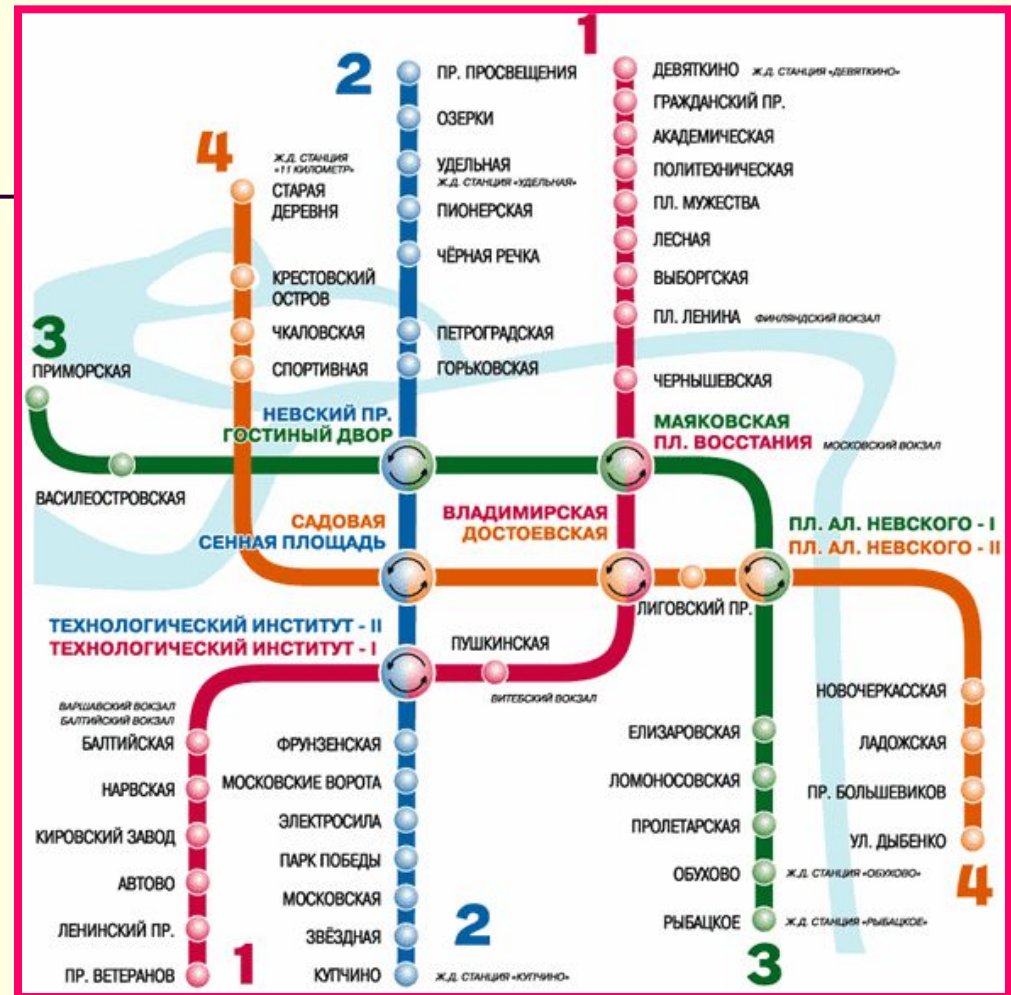 1
2
ПР. ПРОСВЕЩЕНИЯ
ОЗЕРКИ
УДЕЛЬНАЯ
Ж.Д. СТАНЦИЯ «УДЕЛЬНАЯ»
ПИОНЕРСКАЯ
ЧЁРНАЯ РЕЧКА
ПЕТРОГРАДСКАЯ
ГОРЬКОВСКАЯ
ДЕВЯТКИНО Ж.Д. СТАНЦИЯ «ДЕВЯТКИНО»
ГРАЖДАНСКИЙ ПР.
АКАДЕМИЧЕСКАЯ
ПОЛИТЕХНИЧЕСКАЯ
ПЛ. МУЖЕСТВА
ЛЕСНАЯ
ВЫБОРГСКАЯ
ПЛ. ЛЕНИНА ФИНЛЯНДСКИЙ ВОКЗАЛ
ЧЕРНЫШЕВСКАЯ
4
Ж.Д. СТАНЦИЯ
«11 КИЛОМЕТР»
СТАРАЯ
ДЕРЕВНЯ
КРЕСТОВСКИЙ
ОСТРОВ
ЧКАЛОВСКАЯ
СПОРТИВНАЯ
3
ПРИМОРСКАЯ
ВАСИЛЕОСТРОВСКАЯ
НЕВСКИЙ ПР.
ГОСТИНЫЙ ДВОР
МАЯКОВСКАЯ
ПЛ. ВОССТАНИЯ МОСКОВСКИЙ ВОКЗАЛ
САДОВАЯ
СЕННАЯ ПЛОЩАДЬ
ВЛАДИМИРСКАЯ
ДОСТОЕВСКАЯ
ПЛ. АЛ. НЕВСКОГО - I
ПЛ. АЛ. НЕВСКОГО - II
ЛИГОВСКИЙ ПР.
ТЕХНОЛОГИЧЕСКИЙ ИНСТИТУТ - II
ТЕХНОЛОГИЧЕСКИЙ ИНСТИТУТ - I
ПУШКИНСКАЯ
ВИТЕБСКИЙ ВОКЗАЛ
ВАРШАВСКИЙ ВОКЗАЛ
БАЛТИЙСКИЙ ВОКЗАЛ
БАЛТИЙСКАЯ
НАРВСКАЯ
КИРОВСКИЙ ЗАВОД
АВТОВО
ЛЕНИНСКИЙ ПР.
ПР. ВЕТЕРАНОВ
1
ФРУНЗЕНСКАЯ
МОСКОВСКИЕ ВОРОТА
ЭЛЕКТРОСИЛА
ПАРК ПОБЕДЫ
МОСКОВСКАЯ
ЗВЁЗДНАЯ
КУПЧИНО Ж.Д. СТАНЦИЯ «КУПЧИНО»
2
ЕЛИЗАРОВСКАЯ
ЛОМОНОСОВСКАЯ
ПРОЛЕТАРСКАЯ
ОБУХОВО Ж.Д. СТАНЦИЯ «ОБУХОВО»
РЫБАЦКОЕ Ж.Д. СТАНЦИЯ «РЫБАЦКОЕ»
3
НОВОЧЕРКАССКАЯ
ЛАДОЖСКАЯ
ПР. БОЛЬШЕВИКОВ
УЛ. ДЫБЕНКО
4